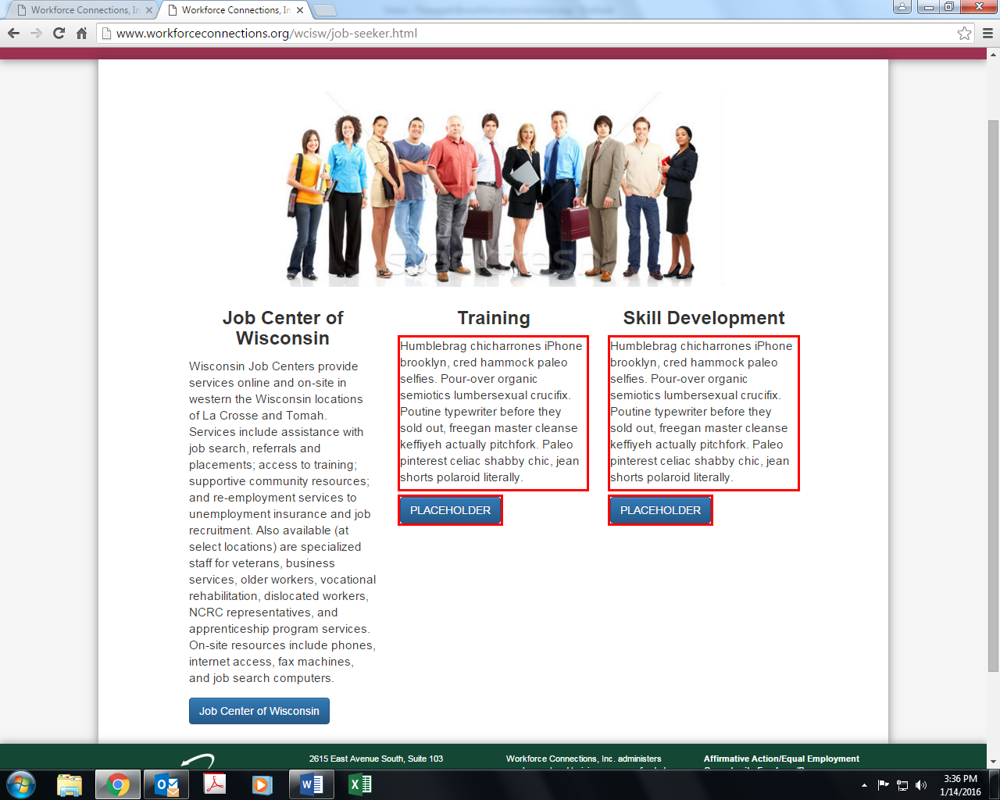 Workforce Connections, In
Workforce Connections, In
www.workforceconnections.org/wcisw/job-seeker.html
Job Center of
Wisconsin
Wisconsin Job Centers provide
services online and on-site in
western the Wisconsin locations
of La Crosse and Tomah.
Services include assistance with
job search, referrals and
placements; access to training;
supportive community resources;
and re-employment services to
unemployment insurance and job
recruitment. Also available (at
select locations) are specialized
staff for veterans, business
services, older workers, vocational
rehabilitation, dislocated workers,
NCRC representatives, and
apprenticeship program services.
On-site resources include phones,
internet access, fax machines,
and job search computers.
Job Center of Wisconsin
Training
Humblebrag chicharrones iPhone
brooklyn, cred hammock paleo
selfies. Pour-over organic
semiotics lumbersexual crucifix.
Poutine typewriter before they
sold out, freegan master cleanse
keffiyeh actually pitchfork. Paleo
pinterest celiac shabby chic, jean
shorts polaroid literally.
PLACEHOLDER
Skill Development
Humblebrag chicharrones iPhone
brooklyn, cred hammock paleo
selfies. Pour-over organic
semiotics lumbersexual crucifix.
Poutine typewriter before they
sold out, freegan master cleanse
keffiyeh actually pitchfork. Paleo
pinterest celiac shabby chic, jean
shorts polaroid literally.
PLACEHOLDER
2615 East Avenue South, Suite 103
Workforce Connections, Inc. administers
Affirmative Action/Equal Employment
3:36 PM
1/14/2016